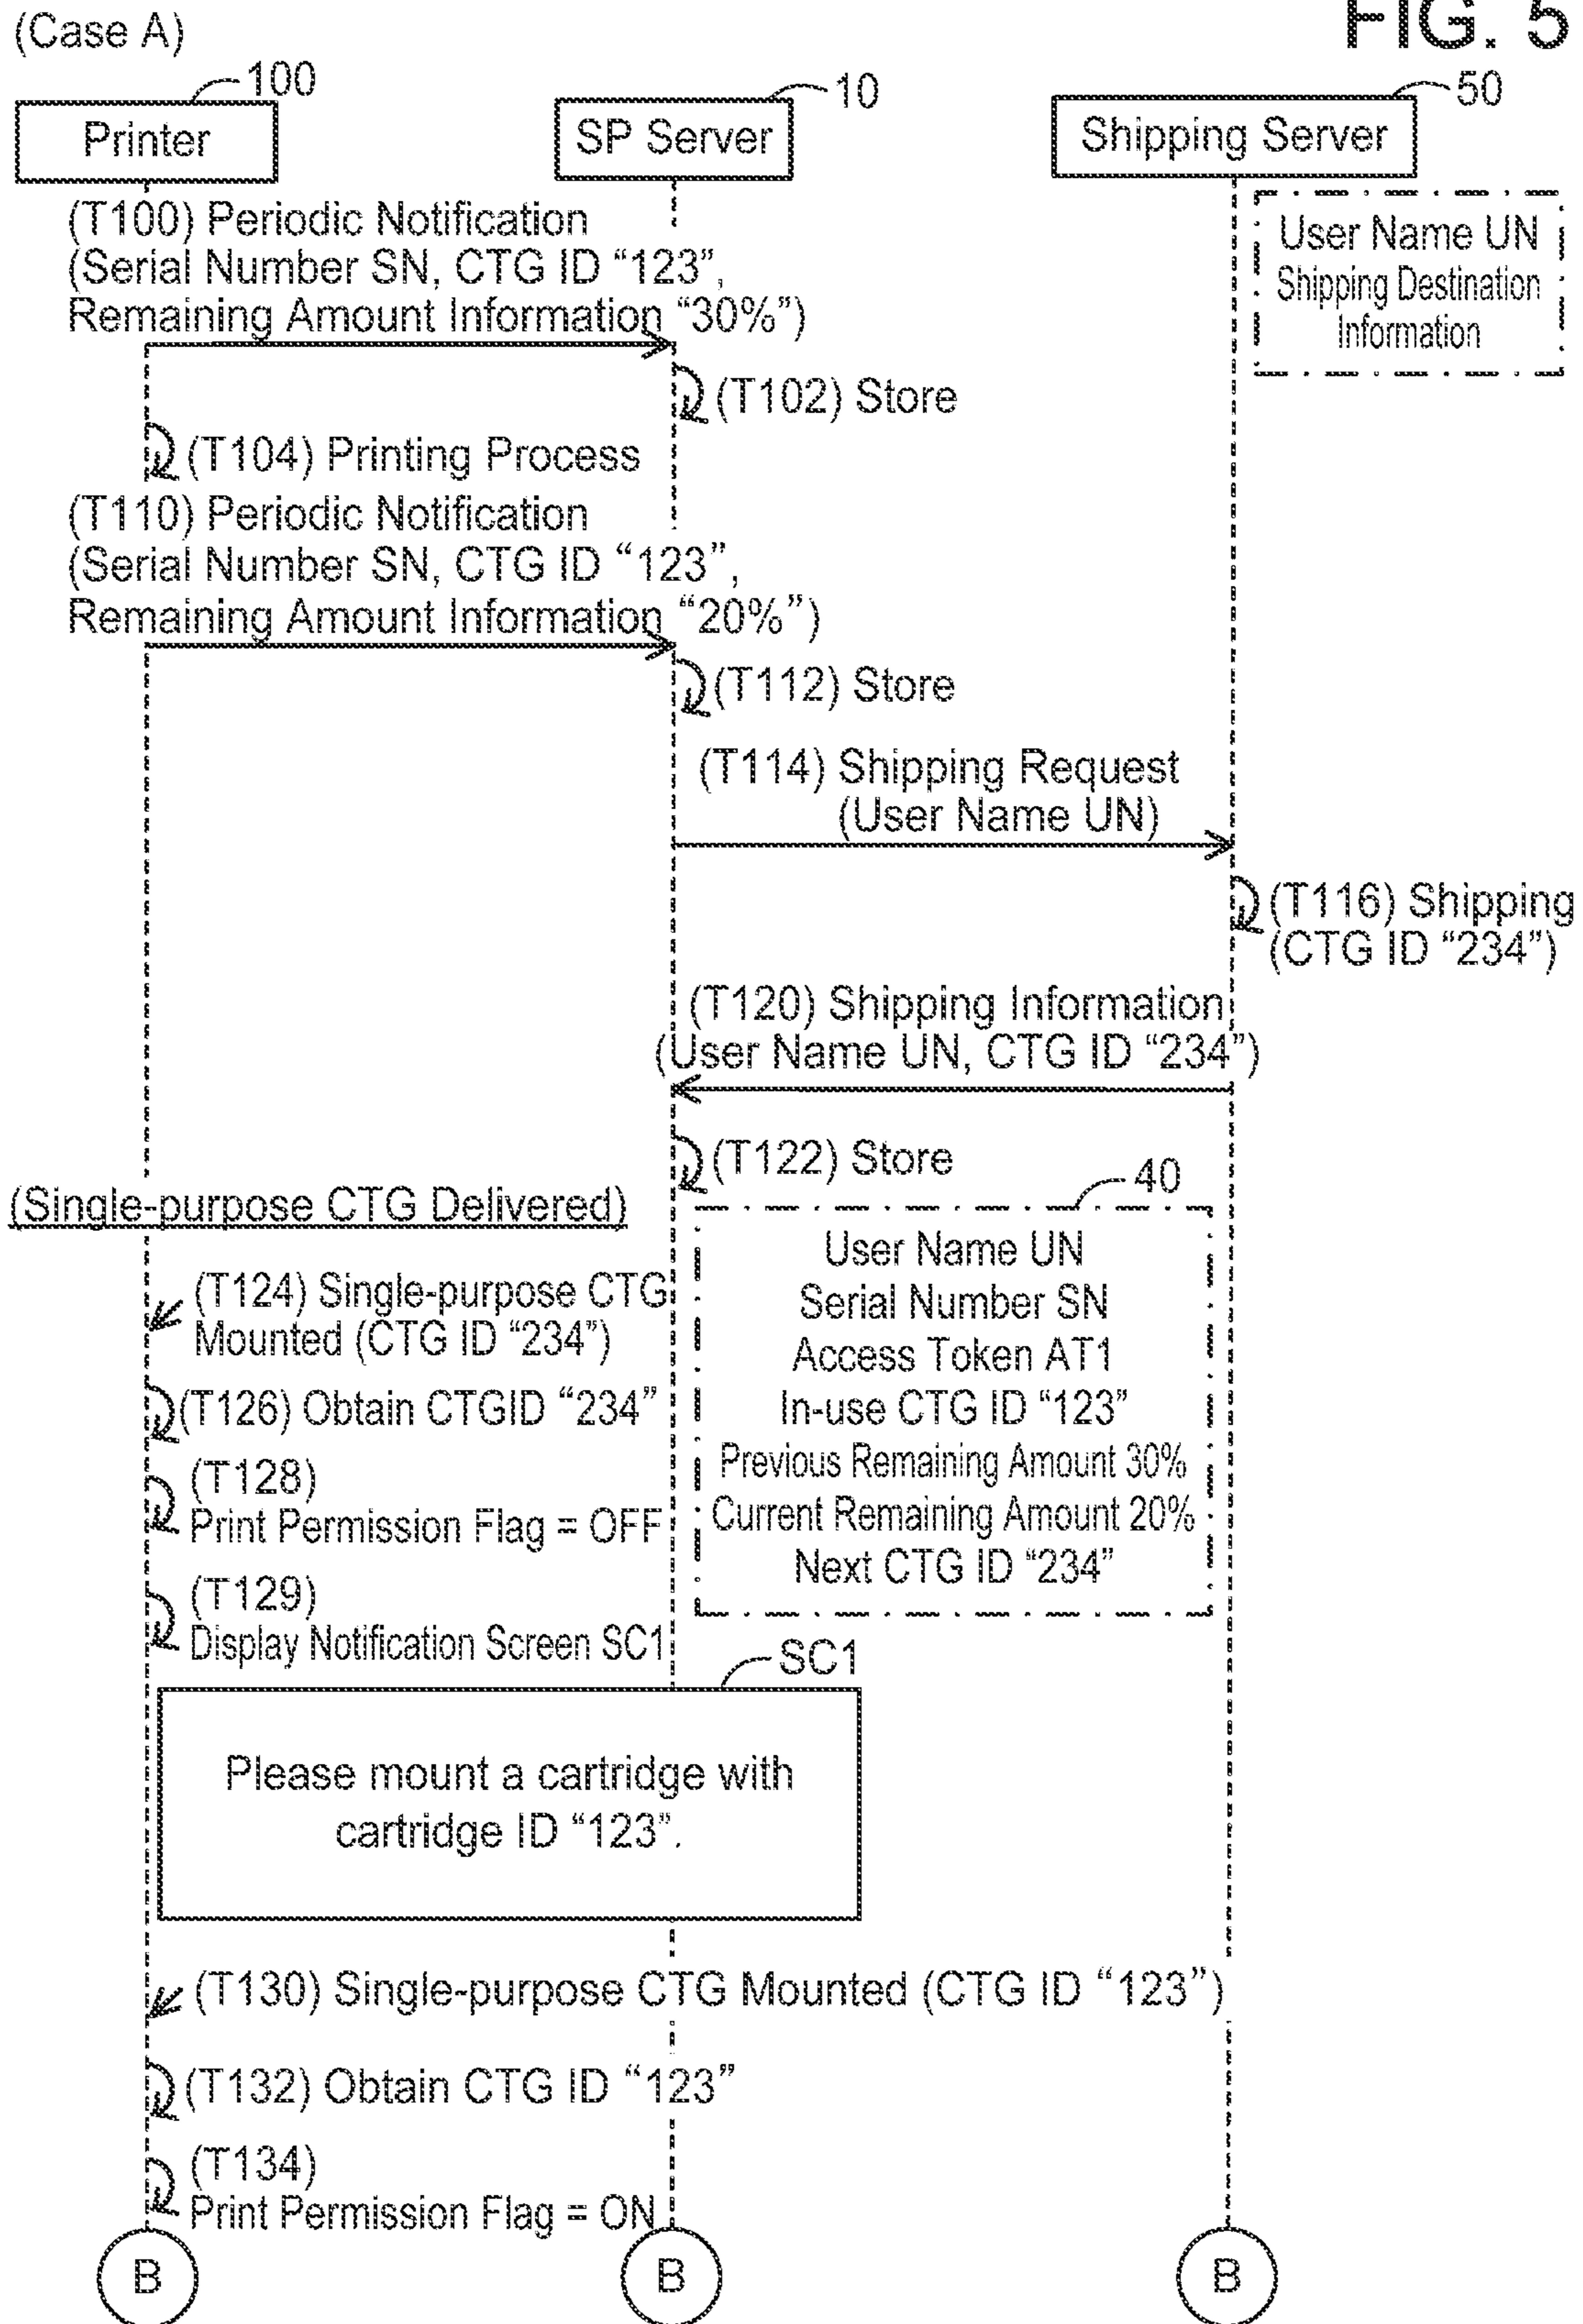 (Case A)
FIG. 5
100
10
50
Printer
SP Server
Shipping Server
(T100) Periodic Notification
(Serial Number SN, CTG ID “123”,
Remaining Amount Information “30%”)
User Name UN
Shipping Destination
Information
(T102) Store
(T104) Printing Process
(T110) Periodic Notification
(Serial Number SN, CTG ID “123”,
Remaining Amount Information “20%”)
(T112) Store
(T114) Shipping Request
(User Name UN)
(T116) Shipping
(CTG ID “234”)
(T120) Shipping Information
(User Name UN, CTG ID “234”)
(T122) Store
40
(Single-purpose CTG Delivered)
User Name UN
Serial Number SN
Access Token AT1
In-use CTG ID “123”
Previous Remaining Amount 30%
Current Remaining Amount 20%
Next CTG ID “234”
(T124) Single-purpose CTG
Mounted (CTG ID “234”)
(T126) Obtain CTGID “234”
(T128)
Print Permission Flag = OFF
(T129)
Display Notification Screen SC1
SC1
Please mount a cartridge with
cartridge ID “123”.
(T130) Single-purpose CTG Mounted (CTG ID “123”)
(T132) Obtain CTG ID “123”
(T134)
Print Permission Flag = ON
B
B
B